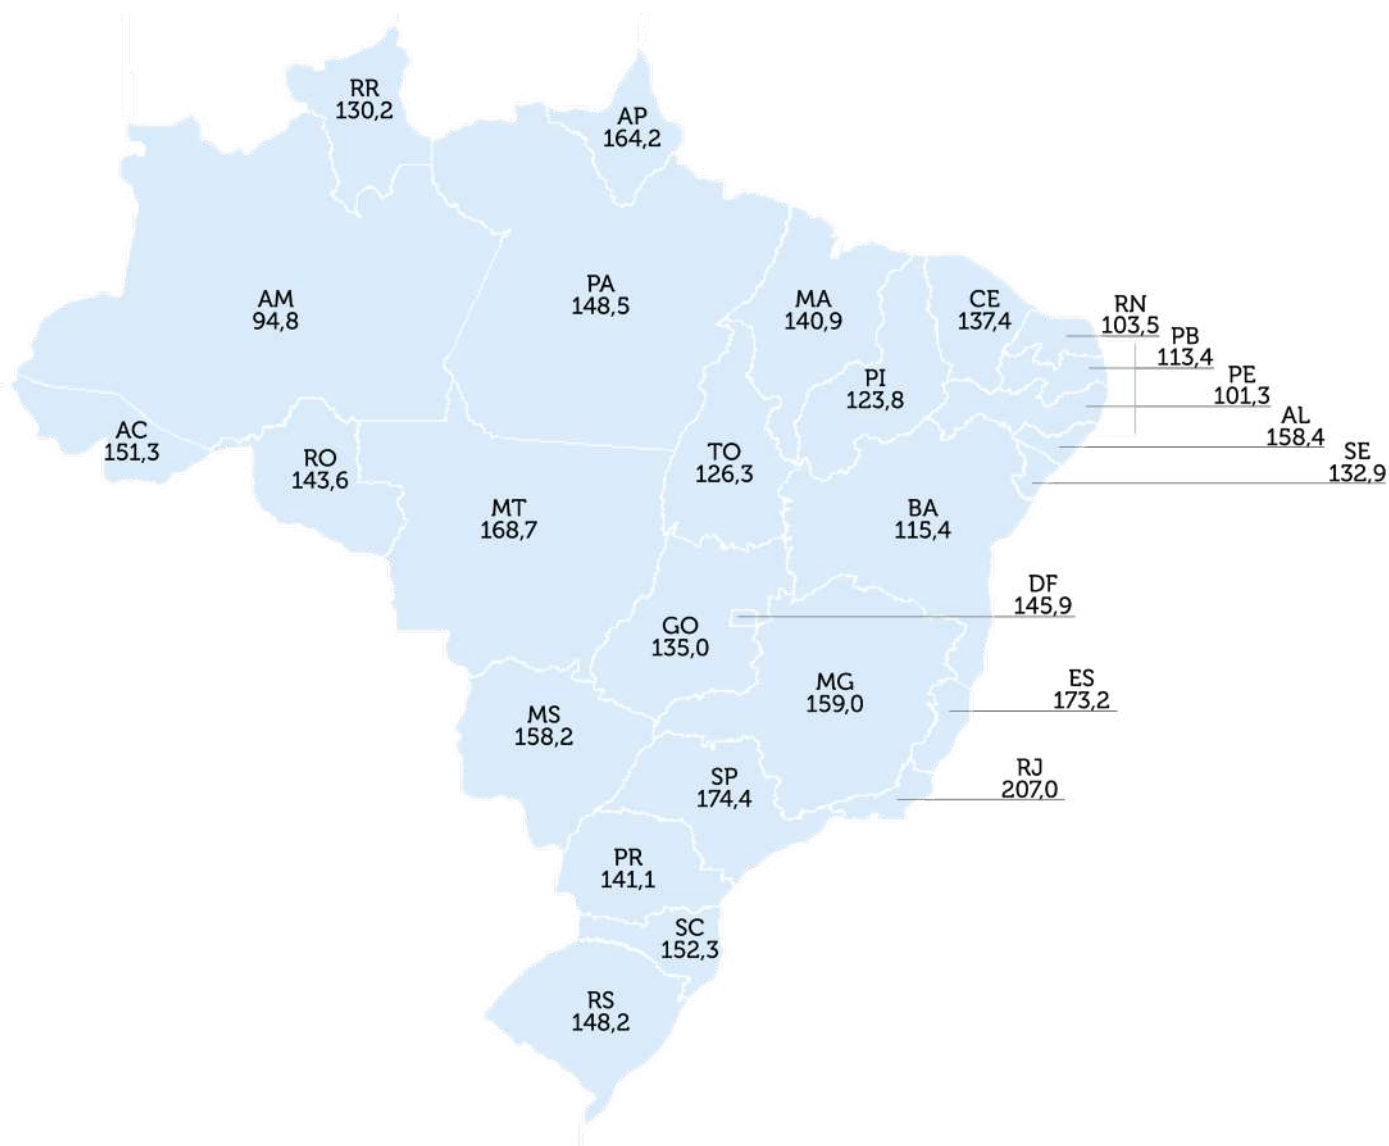 RR
130,2
AP
164,2
AM
94,8
PA
148,5
MA
140,9
CE
137,4
RN
103,5
PB
113,4
PE
101,3
AL
158,4
SE
132,9
PI
123,8
AC
151,3
RO
143,6
TO
126,3
MT
168,7
BA
115,4
DF
145,9
GO
135,0
MG
159,0
ES
173,2
MS
158,2
SP
174,4
RJ
207,0
PR
141,1
SC
152,3
RS
148,2